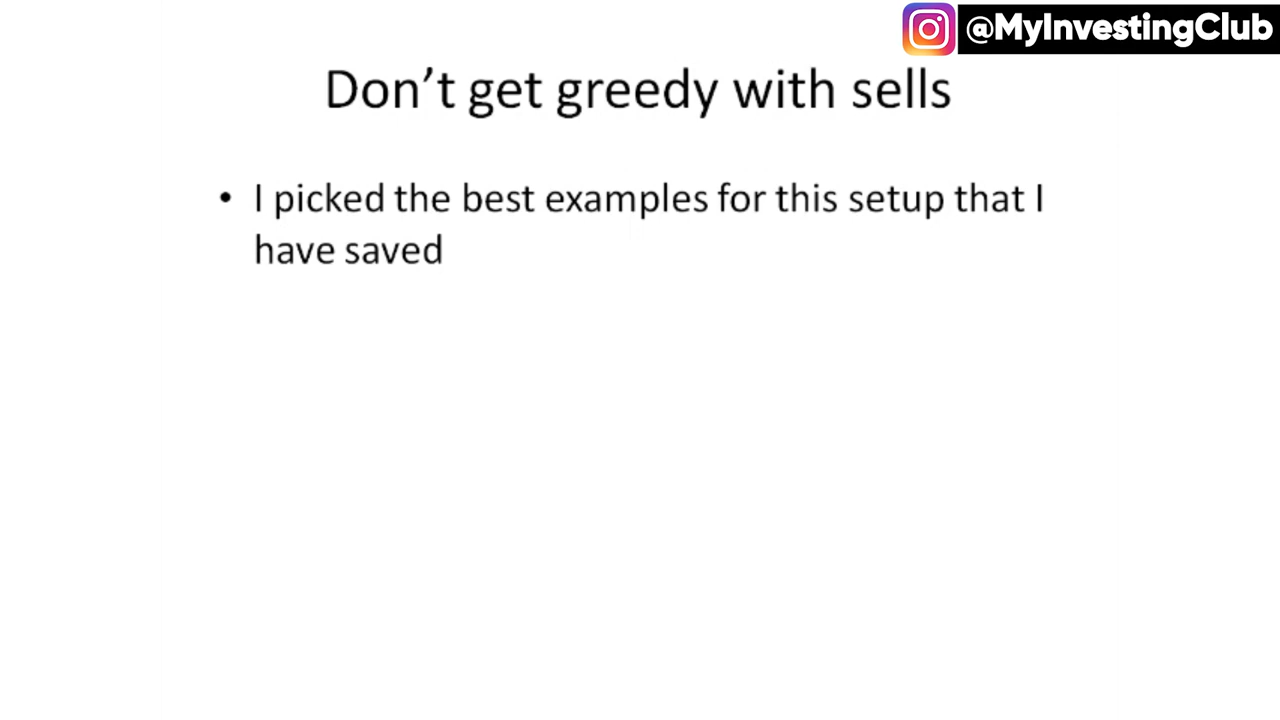 @MyInvestingClub
Don’t get greedy with sells
• I picked the best examples for this setup that I
have saved